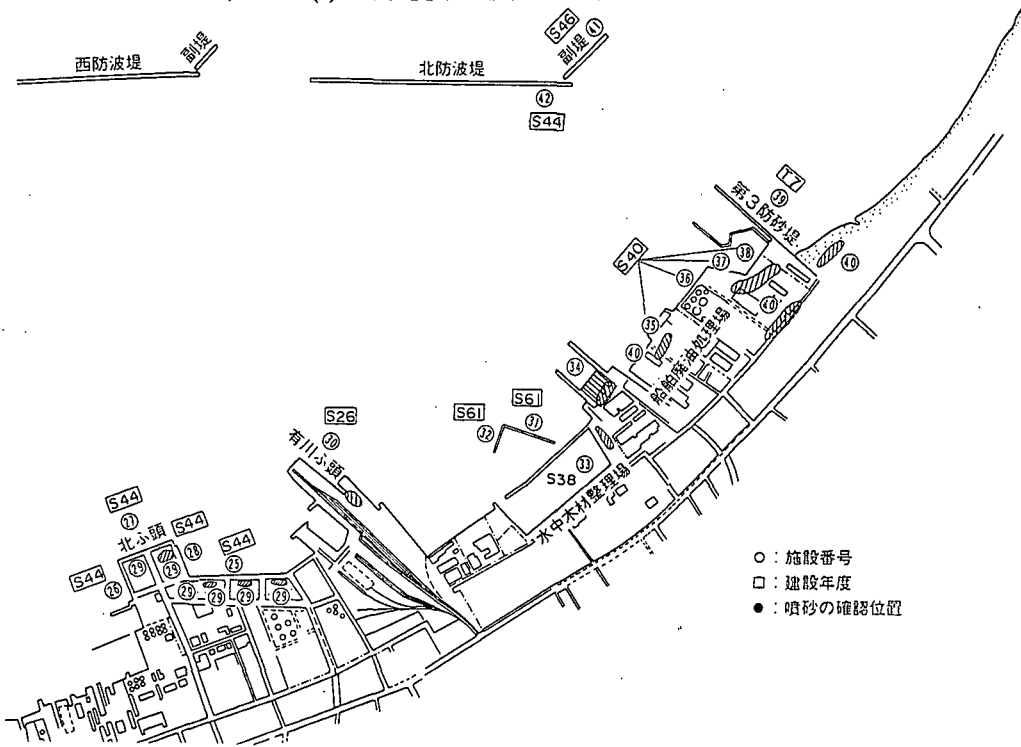 S46
副堤 ㊶
西防波堤
副堤
北防波堤
㊷
S44
T7
㊴
第3防砂堤
S40
㊳
㊲
㊱
㊵
㊵
㉟
㊵
船舶廃油処理場
㉞
S61
S61
㉛
㉜
S26
㉚
有川ふ頭
㉝
S38
水中木材整理場
S44
㉗
北ふ頭
S44
㉘
S44
㉕
S44
㉖
㉙
㉙
㉙
㉙
㉙
㉙
○：施設番号
□：建設年度
●：噴砂の確認位置